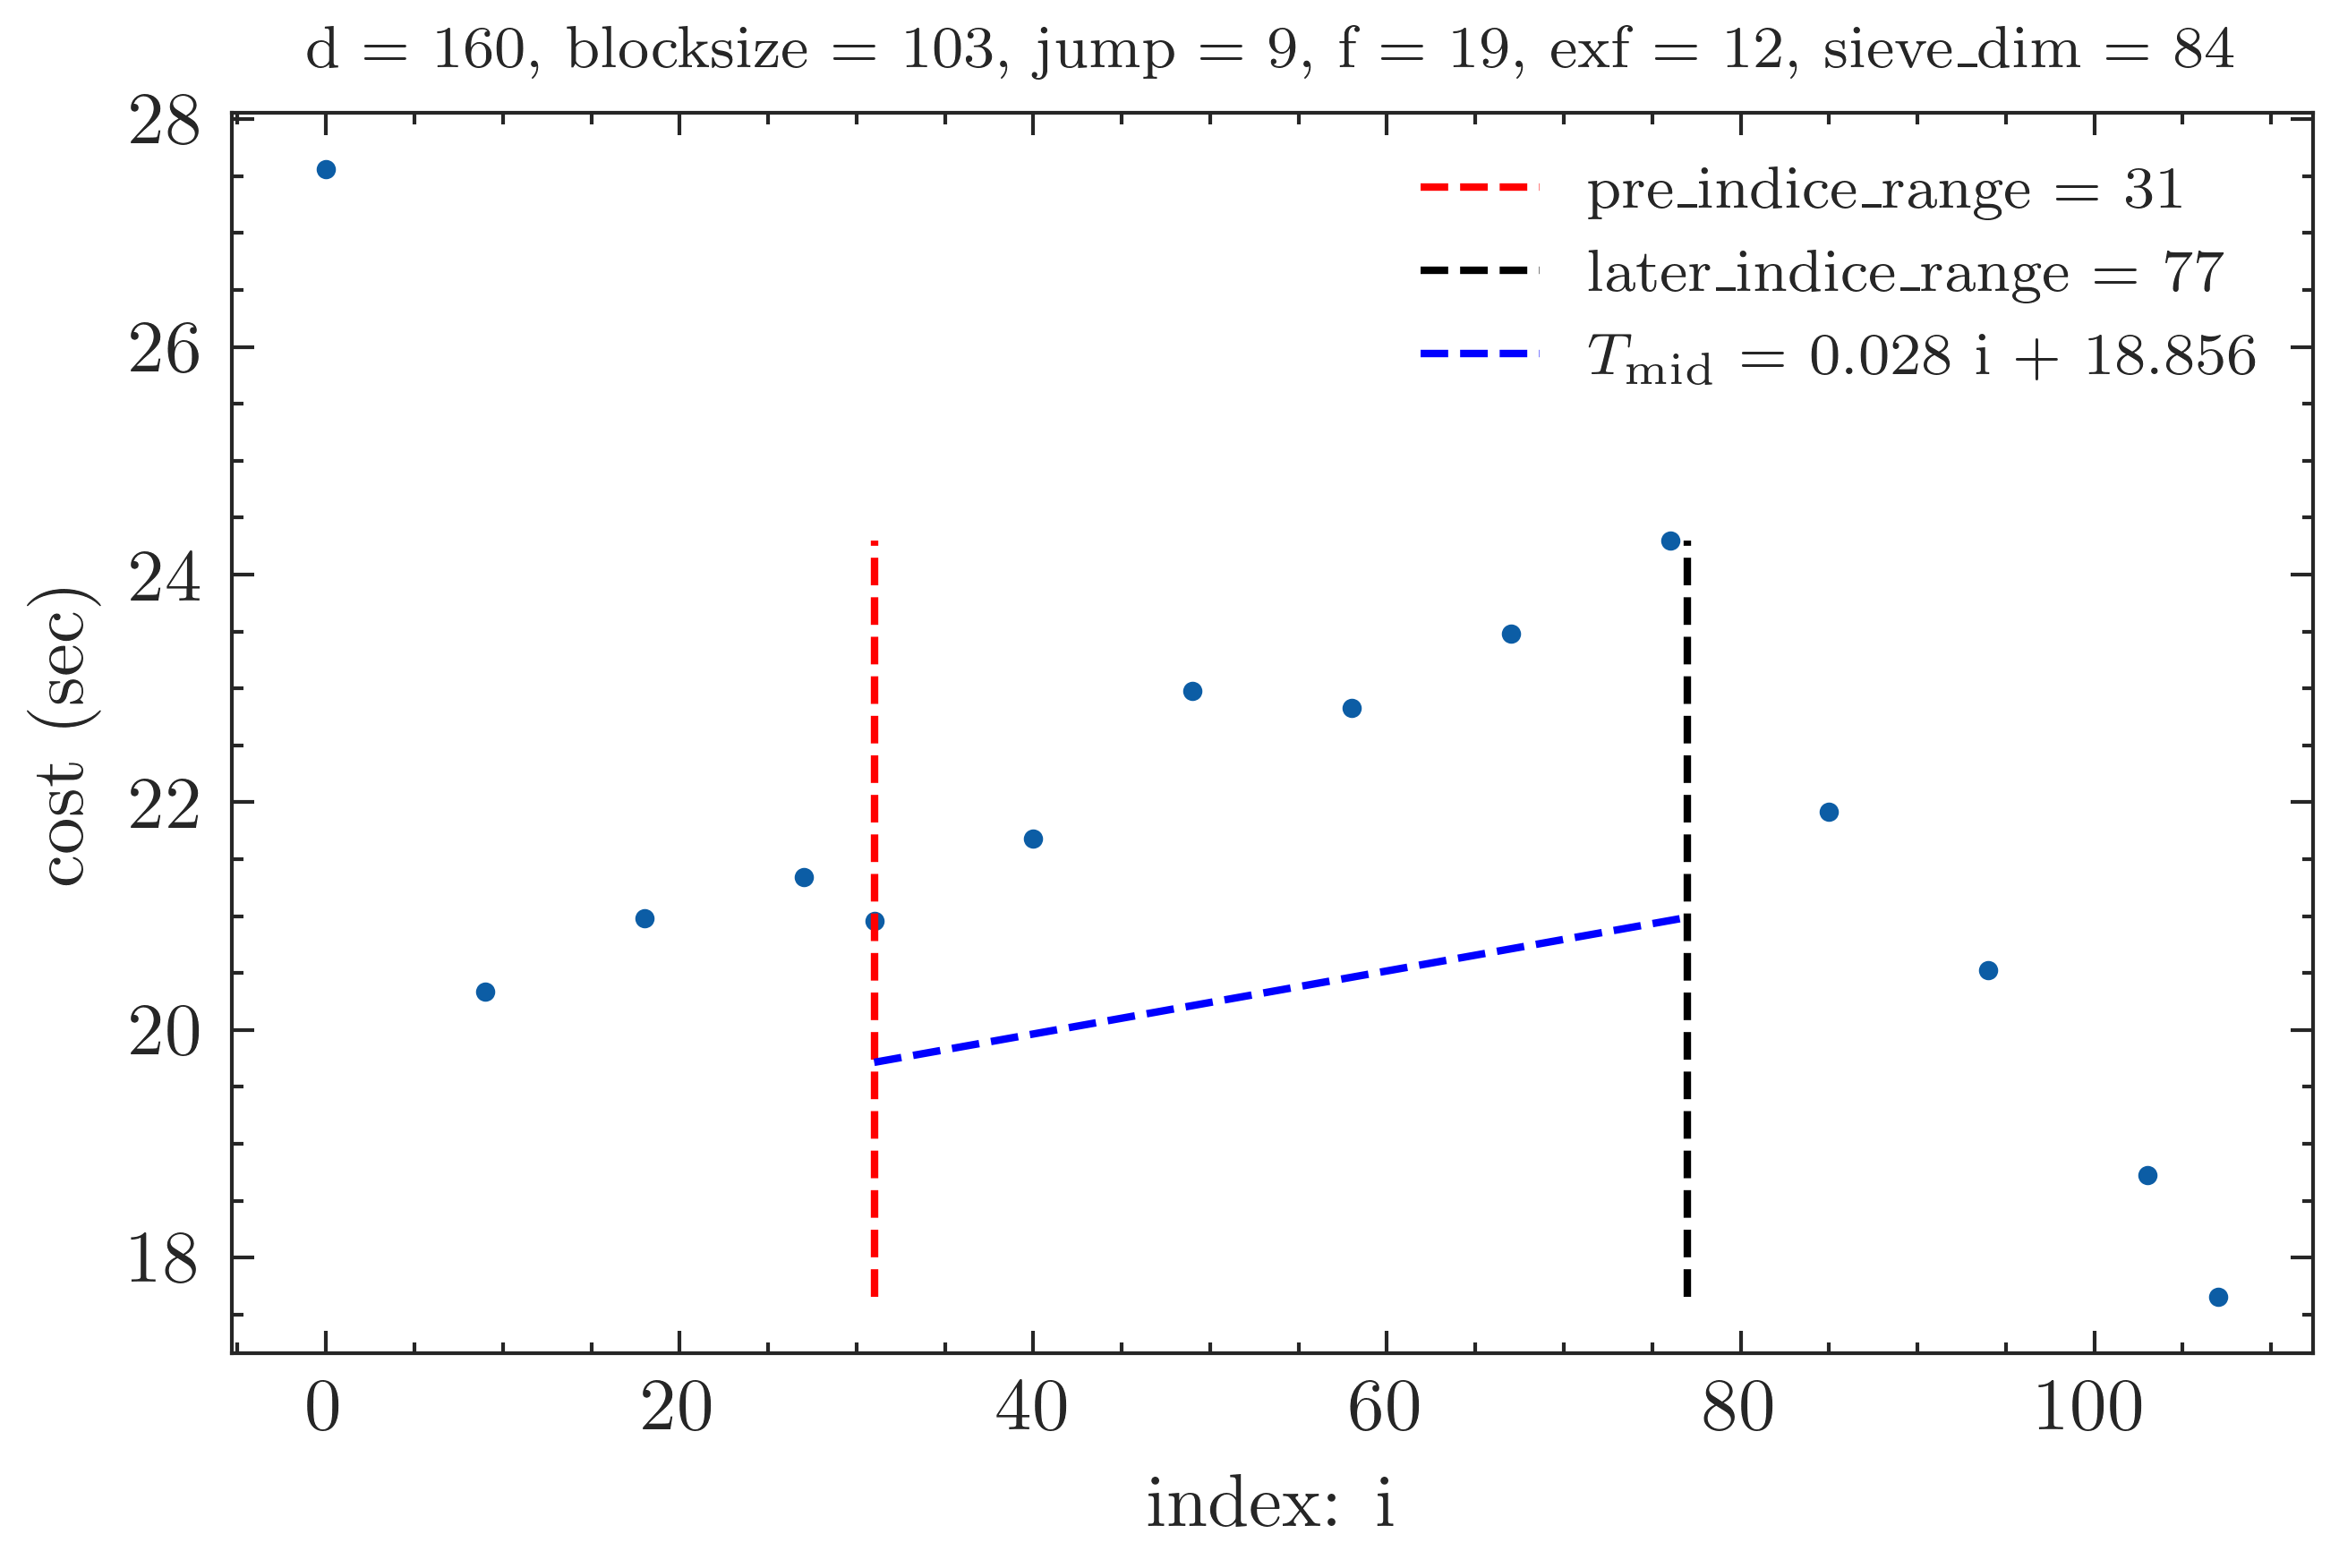 d = 160, blocksize = 103, jump = 9, f = 19, exf = 12, sieve_dim = 84
28
26
24
22
20
18
cost (sec)
pre_indice_range = 31
later_indice_range = 77
T_mid = 0.028 i + 18.856
0 20 40 60 80 100
index: i